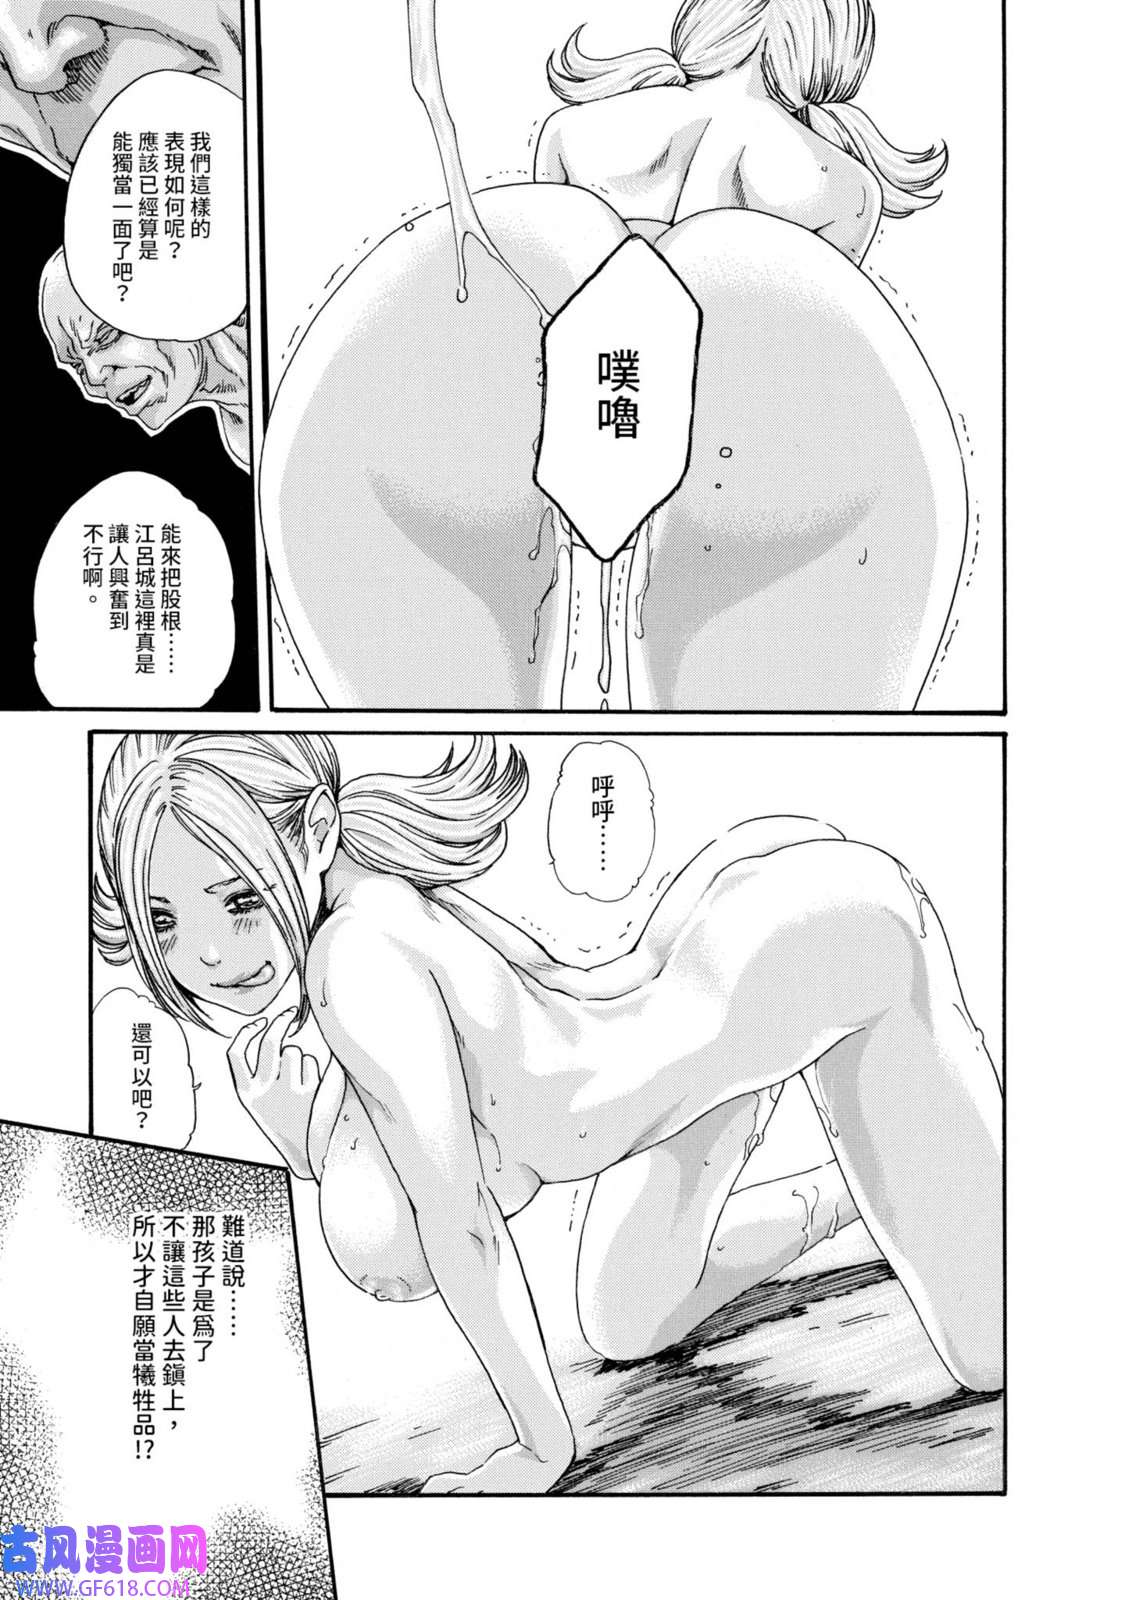 噗嚕
我們這樣的
表現如何呢？
應該已經算是
能獨當一面了吧？
能來把股根……
江呂城這裡真是
讓人興奮到
不行啊。
呼呼……
還可以吧？
難道說……
那孩子是爲了
不讓這些人去鎮上，
所以才自願當犧牲品!?
古风漫画网
WWW.GF618.COM